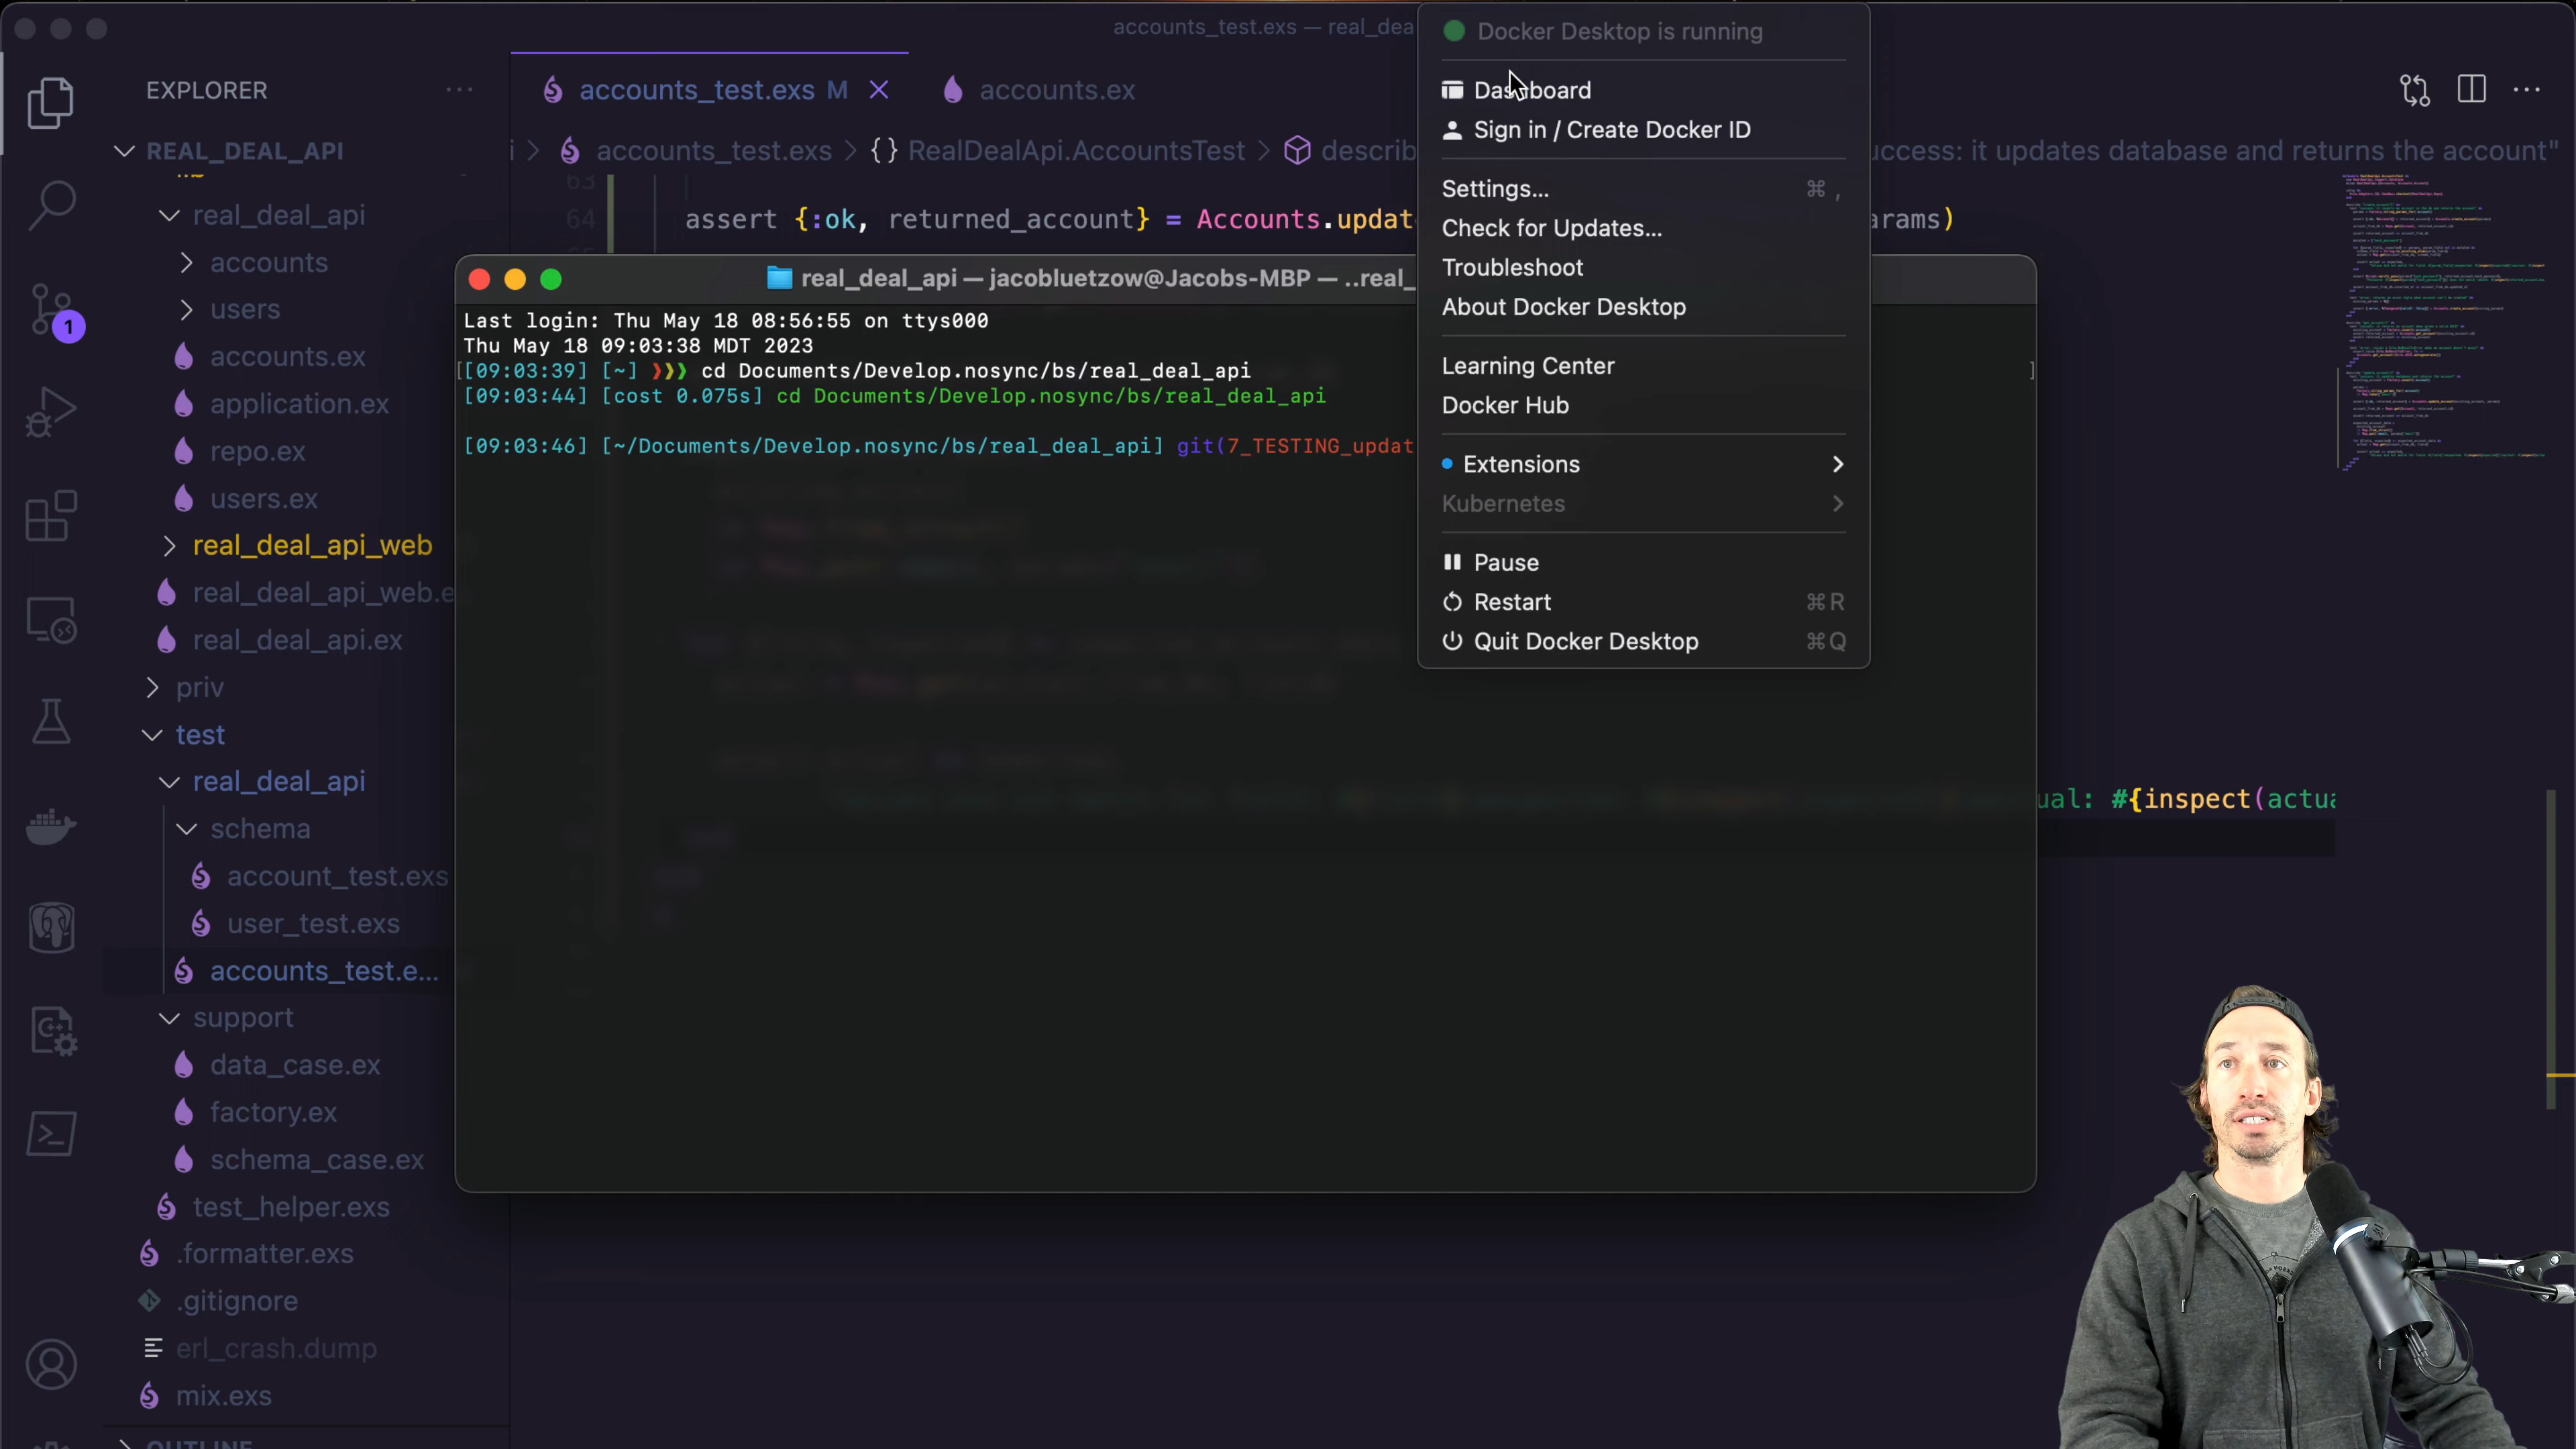 accounts_test.exs — real_dea
Docker Desktop is running
Dashboard
Sign in / Create Docker ID
Settings... ⌘ ,
Check for Updates...
Troubleshoot
About Docker Desktop
Learning Center
Docker Hub
Extensions
Kubernetes
Pause
Restart ⌘ R
Quit Docker Desktop ⌘ Q
EXPLORER ...
accounts_test.exs M
accounts.ex
i > accounts_test.exs > {} RealDealApi.AccountsTest > describ
uccess: it updates database and returns the account"
63
64 assert {:ok, returned_account} = Accounts.updat
arams)
real_deal_api — jacobluetzow@Jacobs-MBP — ..real_
Last login: Thu May 18 08:56:55 on ttys000
Thu May 18 09:03:38 MDT 2023
[[09:03:39] [~] ❯❯❯ cd Documents/Develop.nosync/bs/real_deal_api ]
[09:03:44] [cost 0.075s] cd Documents/Develop.nosync/bs/real_deal_api
[09:03:46] [~/Documents/Develop.nosync/bs/real_deal_api] git(7_TESTING_updat
ual: #{inspect(actua
REAL_DEAL_API
real_deal_api
accounts
users
accounts.ex
application.ex
repo.ex
users.ex
real_deal_api_web
real_deal_api_web.e
real_deal_api.ex
priv
test
real_deal_api
schema
account_test.exs
user_test.exs
accounts_test.e...
support
data_case.ex
factory.ex
schema_case.ex
test_helper.exs
.formatter.exs
.gitignore
erl_crash.dump
mix.exs
OUTLINE
1